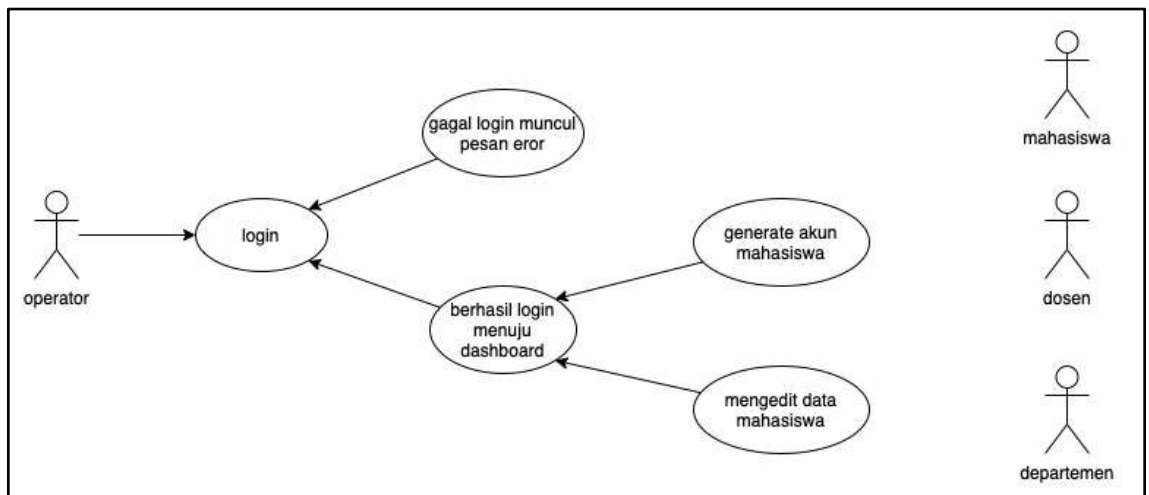 gagal login muncul
pesan eror
mahasiswa
login
operator
generate akun
mahasiswa
dosen
berhasil login
menuju
dashboard
mengedit data
mahasiswa
departemen